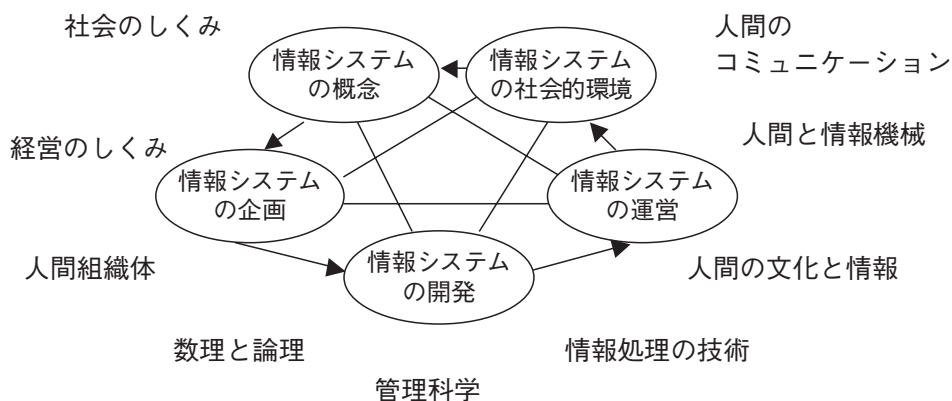 社会のしくみ
人間の
コミュニケーション
情報システム
の概念
情報システム
の社会的環境
人間と情報機械
経営のしくみ
情報システム
の企画
情報システム
の運営
人間組織体
情報システム
の開発
人間の文化と情報
数理と論理
情報処理の技術
管理科学